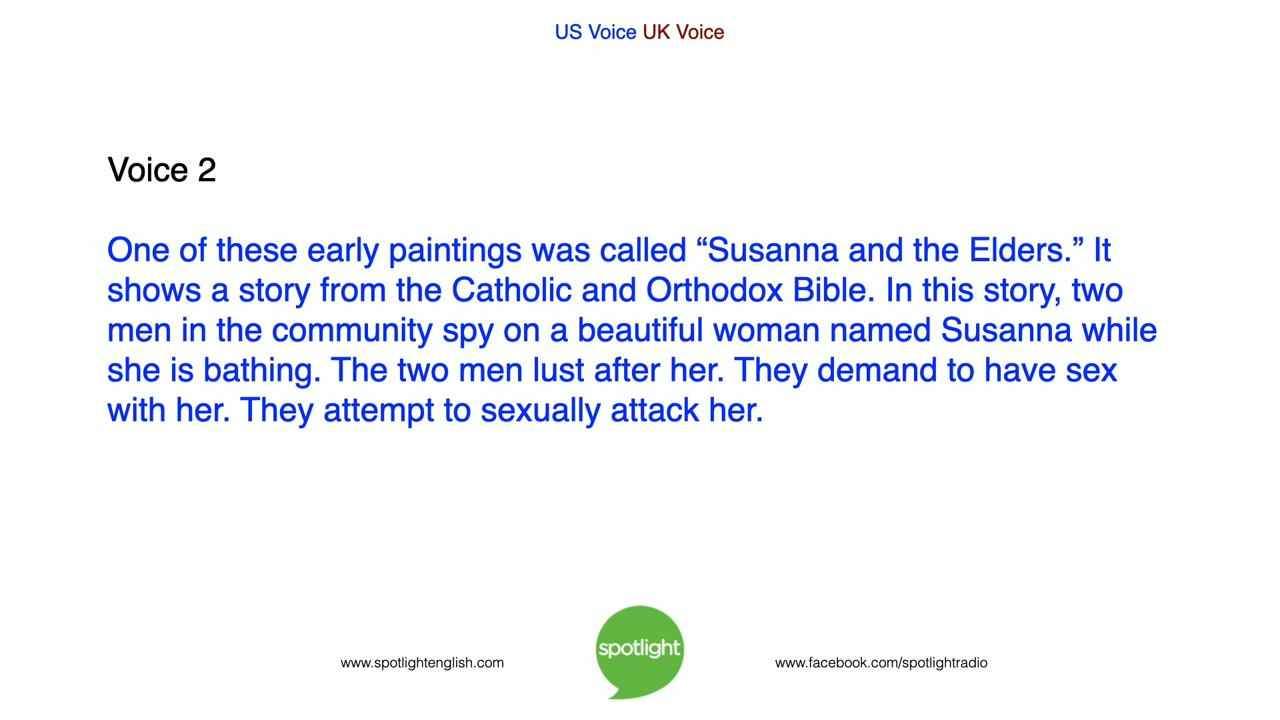 US Voice UK Voice
Voice 2
One of these early paintings was called “Susanna and the Elders.” It
shows a story from the Catholic and Orthodox Bible. In this story, two
men in the community spy on a beautiful woman named Susanna while
she is bathing. The two men lust after her. They demand to have sex
with her. They attempt to sexually attack her.
www.spotlightenglish.com
spotlight
www.facebook.com/spotlightradio